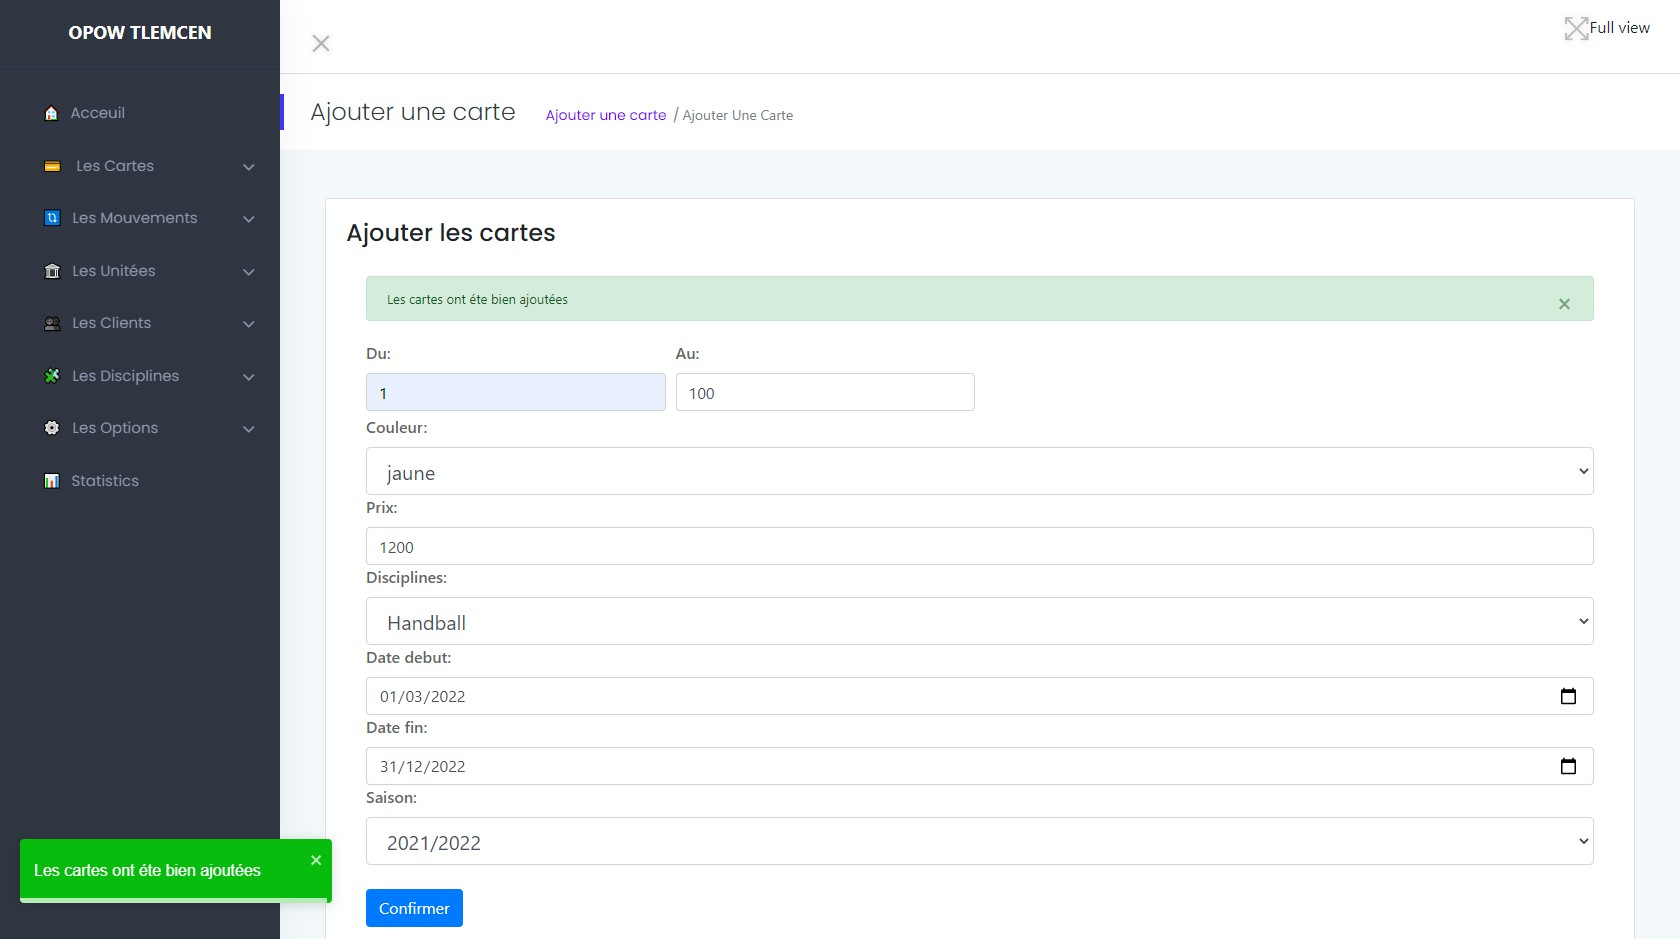 OPOW TLEMCEN
Full view
Acceuil
Les Cartes
Les Mouvements
Les Unitées
Les Clients
Les Disciplines
Les Options
Statistics
Ajouter une carte
Ajouter une carte / Ajouter Une Carte
Ajouter les cartes
Les cartes ont éte bien ajoutées
Du: Au:
1 100
Couleur:
jaune
Prix:
1200
Disciplines:
Handball
Date debut:
01/03/2022
Date fin:
31/12/2022
Saison:
2021/2022
Confirmer
Les cartes ont éte bien ajoutées